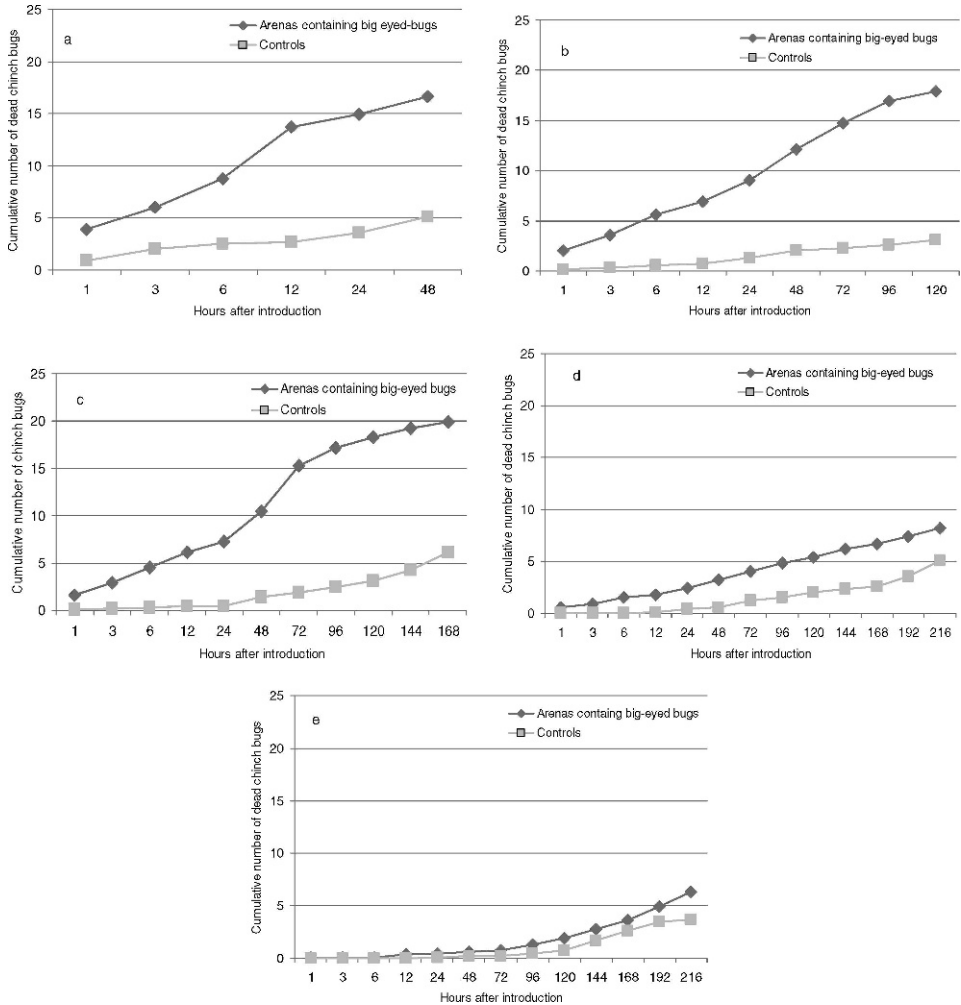 a
Cumulative number of dead chinch bugs
25
20
15
10
5
0
Arenas containing big eyed-bugs
Controls
1 3 6 12 24 48
Hours after introduction
b
Cumulative number of dead chinch bugs
25
20
15
10
5
0
Arenas containing big-eyed bugs
Controls
1 3 6 12 24 48 72 96 120
Hours after introduction
c
Cumulative number of chinch bugs
25
20
15
10
5
0
Arenas containing big-eyed bugs
Controls
1 3 6 12 24 48 72 96 120 144 168
Hours after introduction
d
Cumulative number of dead chinch bugs
25
20
15
10
5
0
Arenas containing big-eyed bugs
Controls
1 3 6 12 24 48 72 96 120 144 168 192 216
Hours after introduction
e
Cumulative number of dead chinch bugs
25
20
15
10
5
0
Arenas containg big-eyed bugs
Controls
1 3 6 12 24 48 72 96 120 144 168 192 216
Hours after introduction